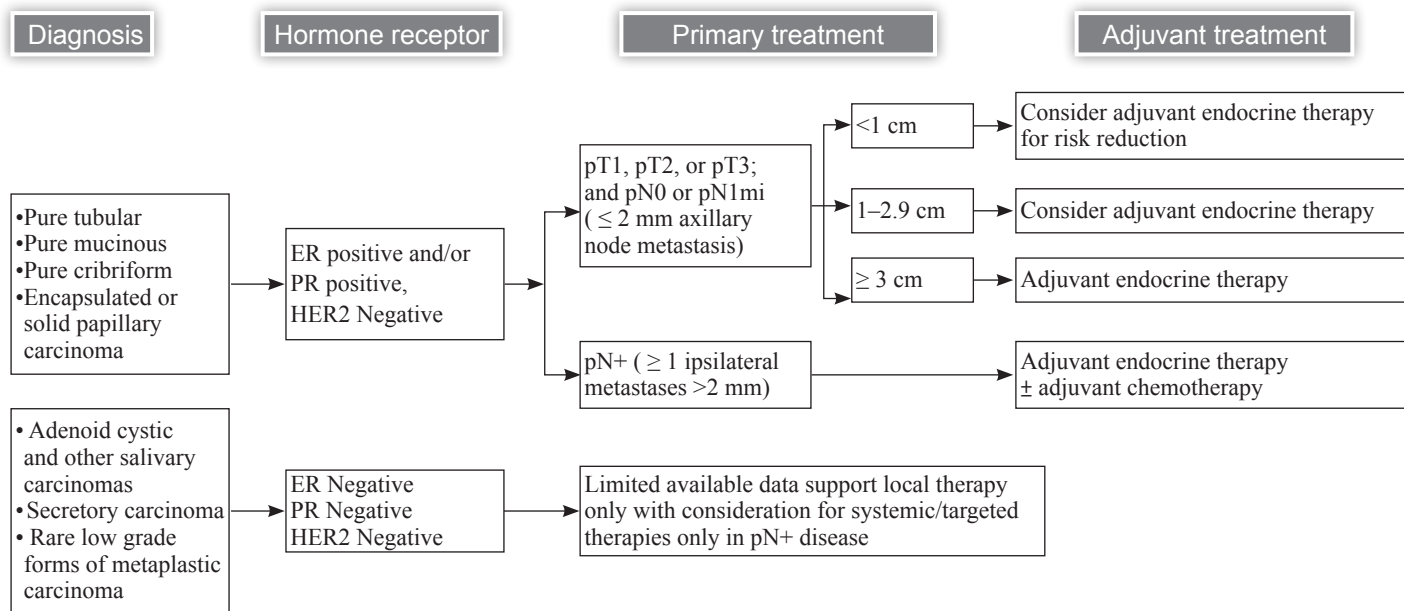 Diagnosis
Hormone receptor
Primary treatment
Adjuvant treatment
•Pure tubular
•Pure mucinous
•Pure cribriform
•Encapsulated or
solid papillary
carcinoma
ER positive and/or
PR positive,
HER2 Negative
pT1, pT2, or pT3;
and pN0 or pN1mi
( ≤ 2 mm axillary
node metastasis)
<1 cm
Consider adjuvant endocrine therapy
for risk reduction
1–2.9 cm
Consider adjuvant endocrine therapy
≥ 3 cm
Adjuvant endocrine therapy
pN+ ( ≥ 1 ipsilateral
metastases >2 mm)
Adjuvant endocrine therapy
± adjuvant chemotherapy
• Adenoid cystic
and other salivary
carcinomas
• Secretory carcinoma
• Rare low grade
forms of metaplastic
carcinoma
ER Negative
PR Negative
HER2 Negative
Limited available data support local therapy
only with consideration for systemic/targeted
therapies only in pN+ disease